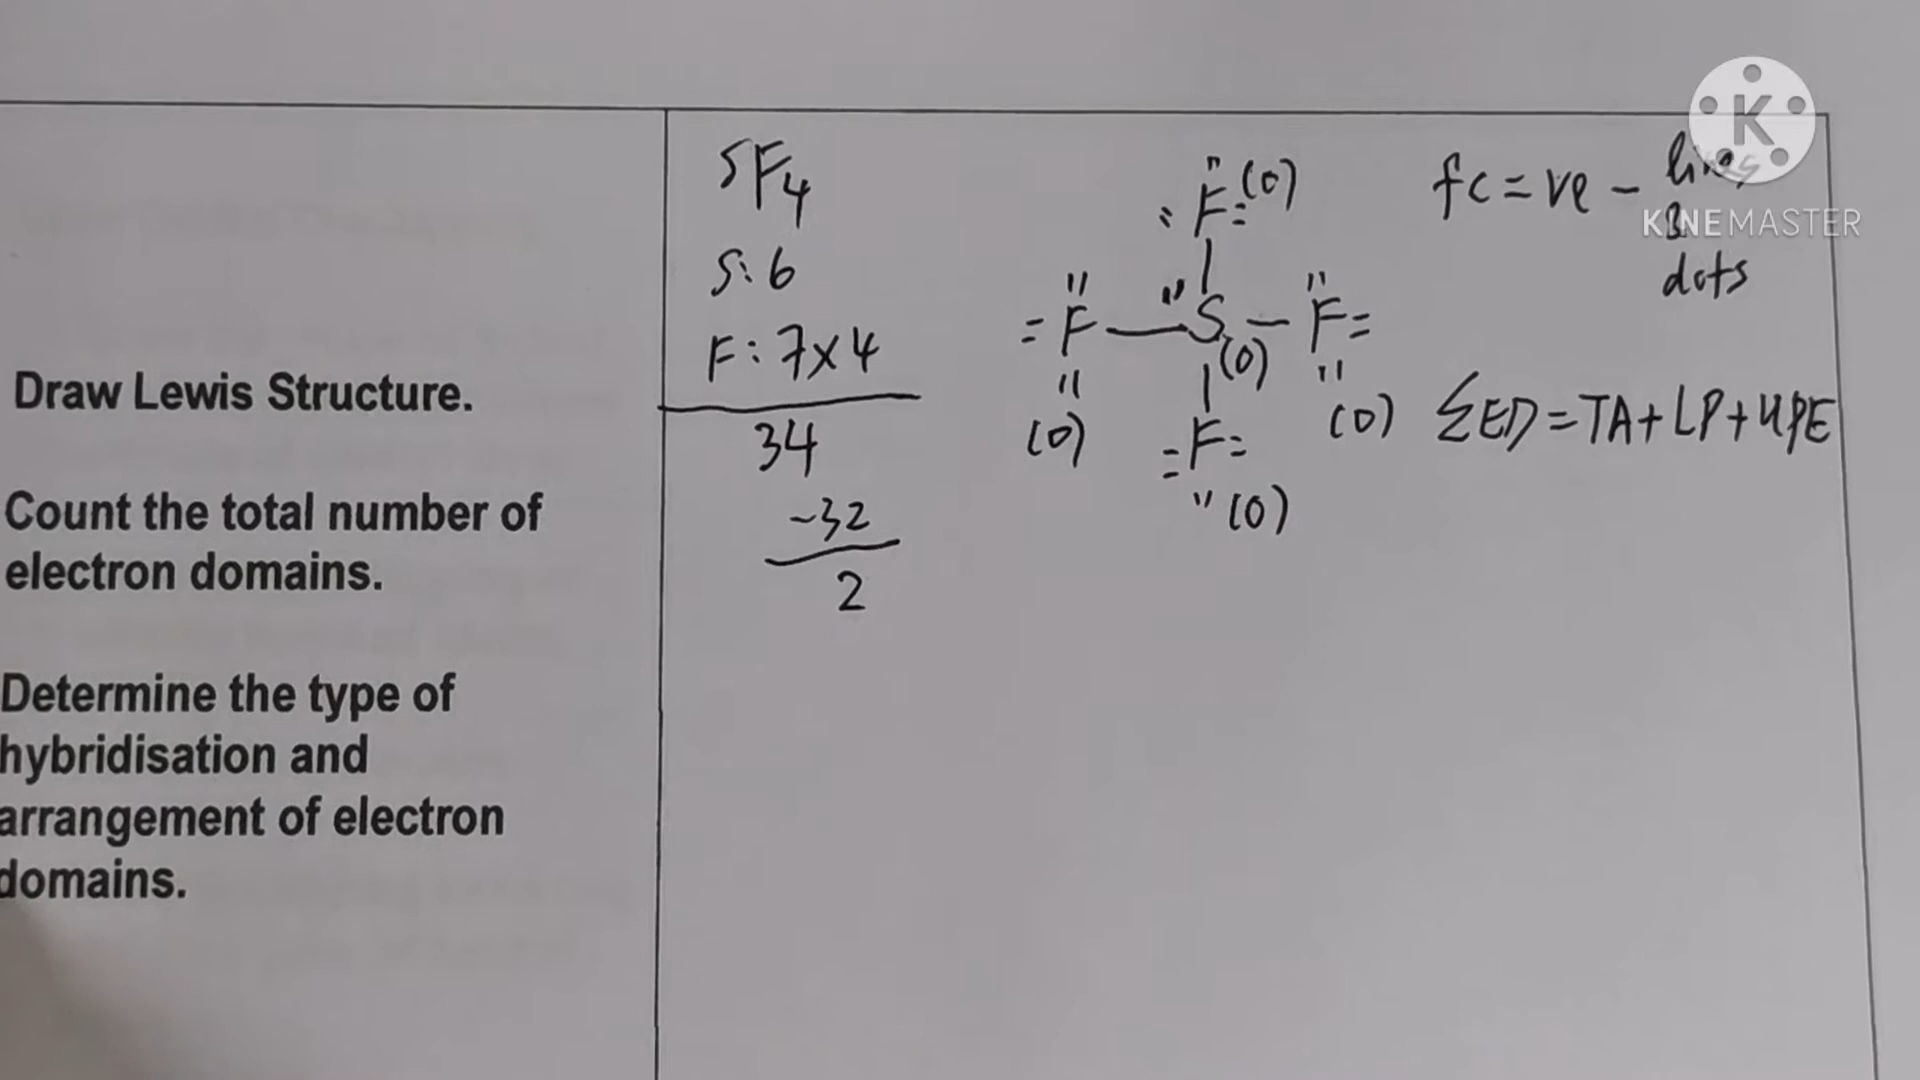 Draw Lewis Structure.
Count the total number of
electron domains.
Determine the type of
hybridisation and
arrangement of electron
domains.
SF4
S: 6
F: 7x4
34
-32
2
F (0)
F — S — F
(0)
(0)
(0)
F
(0)
fc = ve - lines
&
dots
ΣED = TA + LP + UPE
K
KINEMASTER